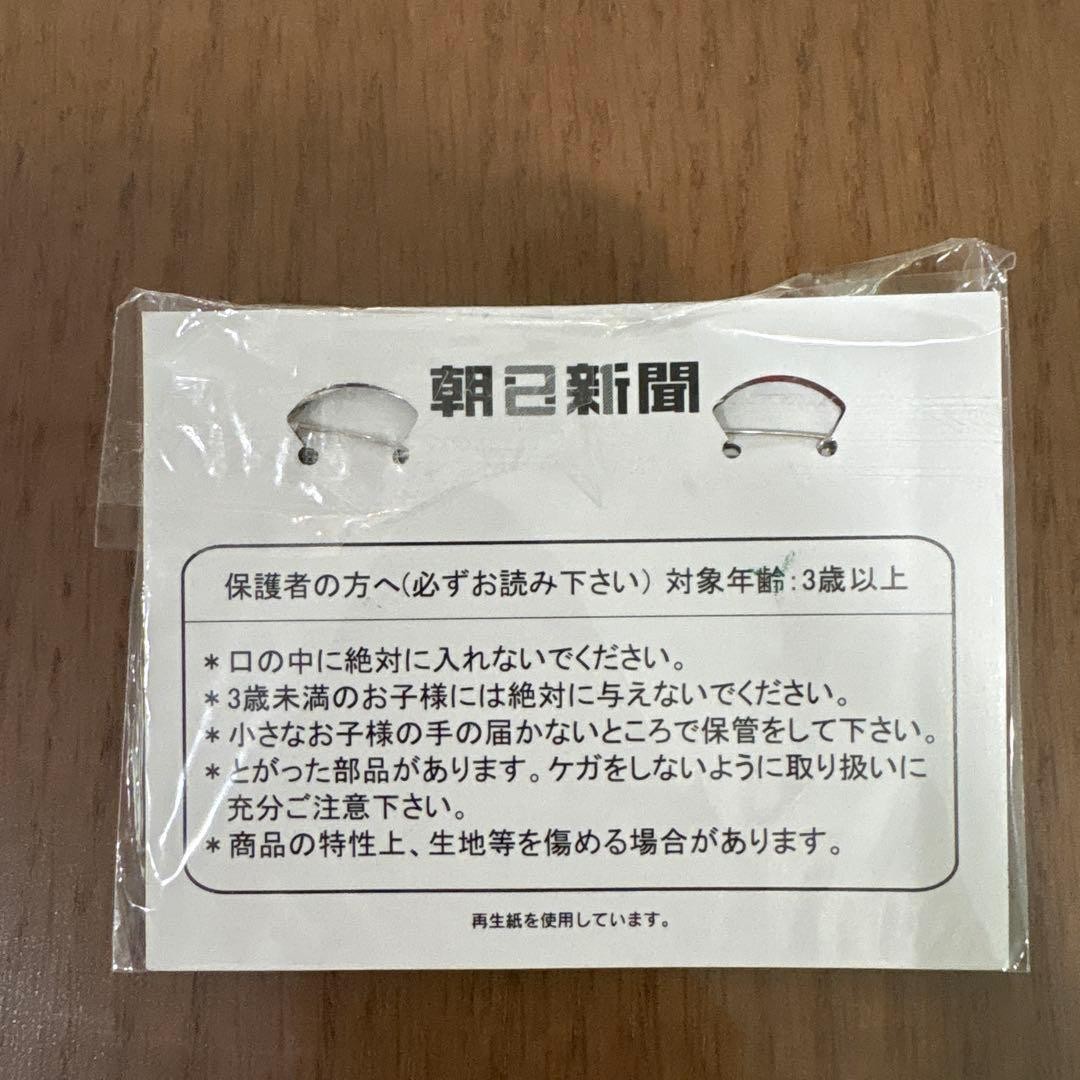 朝日新聞
保護者の方へ(必ずお読み下さい) 対象年齢:3歳以上
＊口の中に絶対に入れないでください。
＊3歳未満のお子様には絶対に与えないでください。
＊小さなお子様の手の届かないところで保管をして下さい。
＊とがった部品があります。ケガをしないように取り扱いに
充分ご注意下さい。
＊商品の特性上、生地等を傷める場合があります。
再生紙を使用しています。